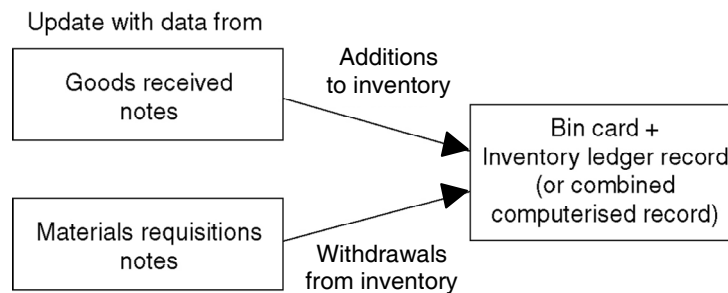 Update with data from
Goods received
notes
Additions
to inventory
Bin card +
Inventory ledger record
(or combined
computerised record)
Materials requisitions
notes
Withdrawals
from inventory